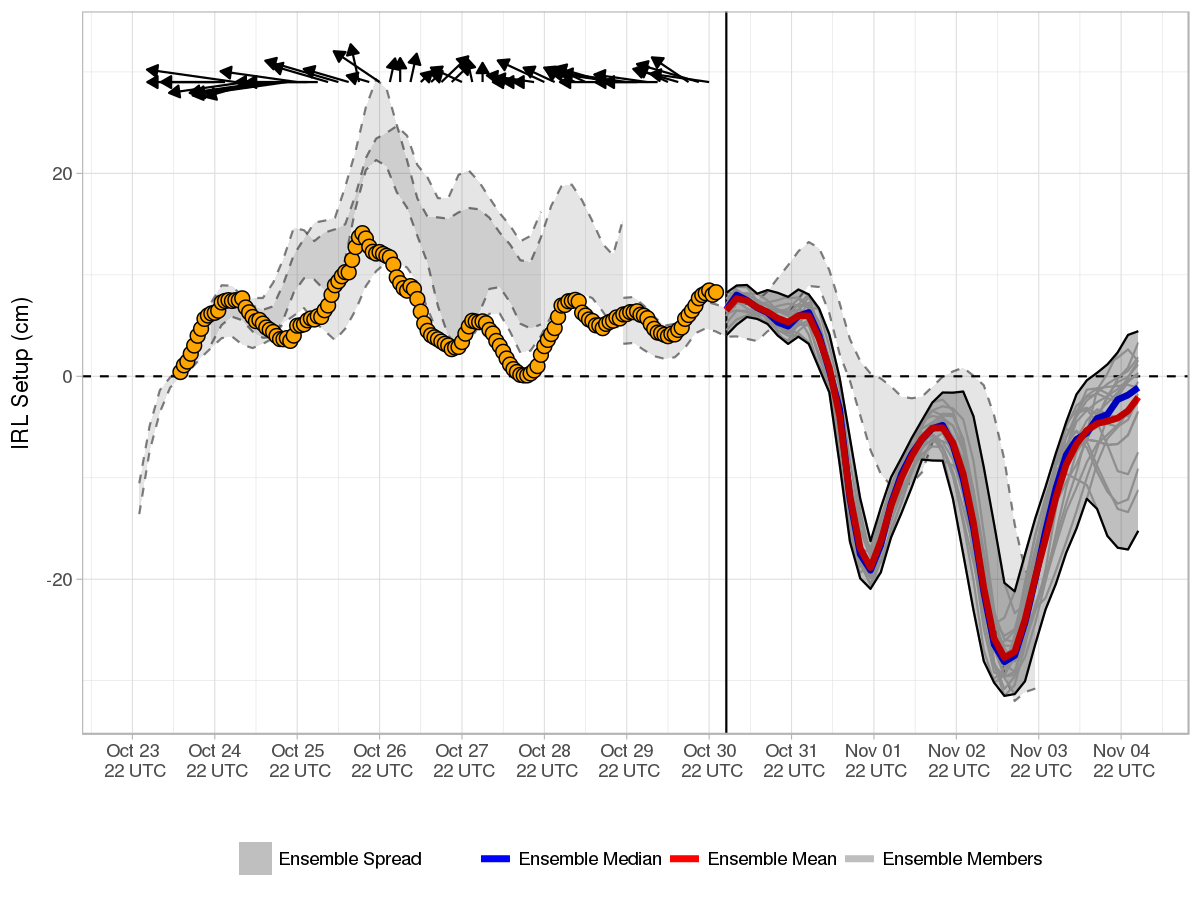 IRL Setup (cm)
20
0
-20
Oct 23 Oct 24 Oct 25 Oct 26 Oct 27 Oct 28 Oct 29 Oct 30 Oct 31 Nov 01 Nov 02 Nov 03 Nov 04
22 UTC 22 UTC 22 UTC 22 UTC 22 UTC 22 UTC 22 UTC 22 UTC 22 UTC 22 UTC 22 UTC 22 UTC 22 UTC
Ensemble Spread Ensemble Median Ensemble Mean Ensemble Members